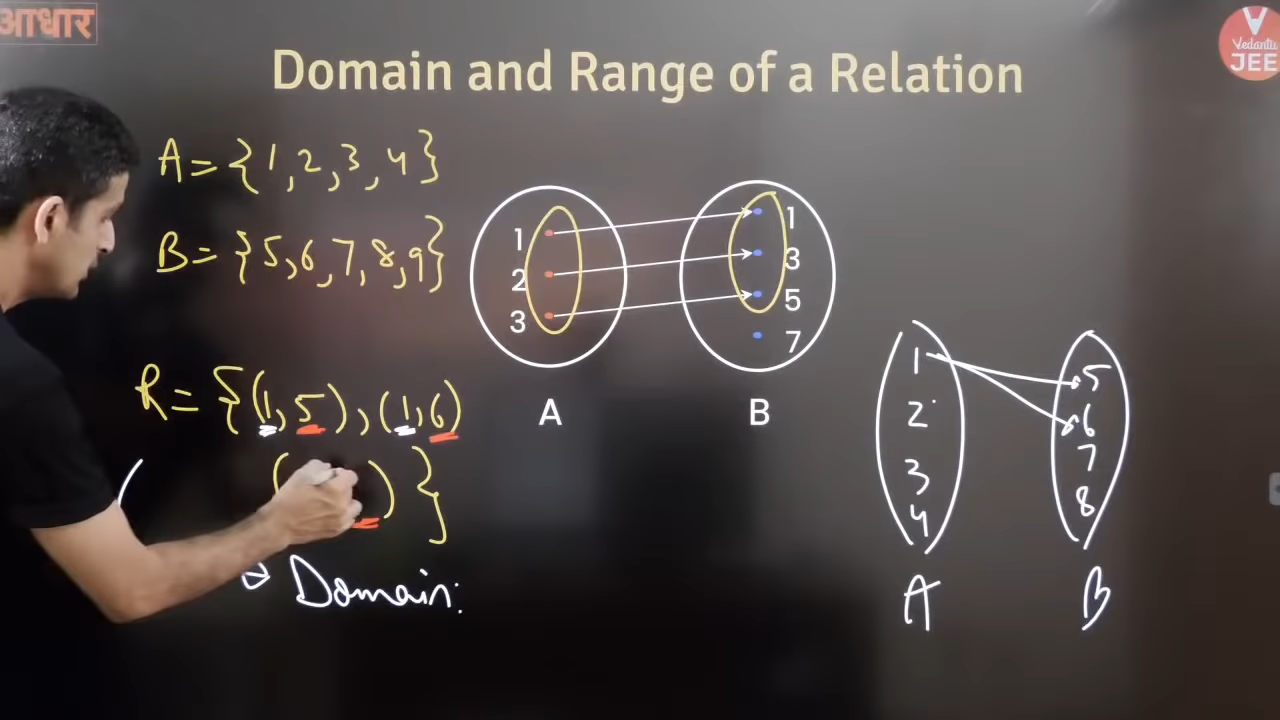 आधार
Vedantu
JEE
Domain and Range of a Relation
A = {1, 2, 3, 4}
B = {5, 6, 7, 8, 9}
R = {(1, 5), (1, 6)
( ) }
Domain:
1
2
3
A
1
3
5
7
B
1
2
3
4
A
5
6
7
8
B